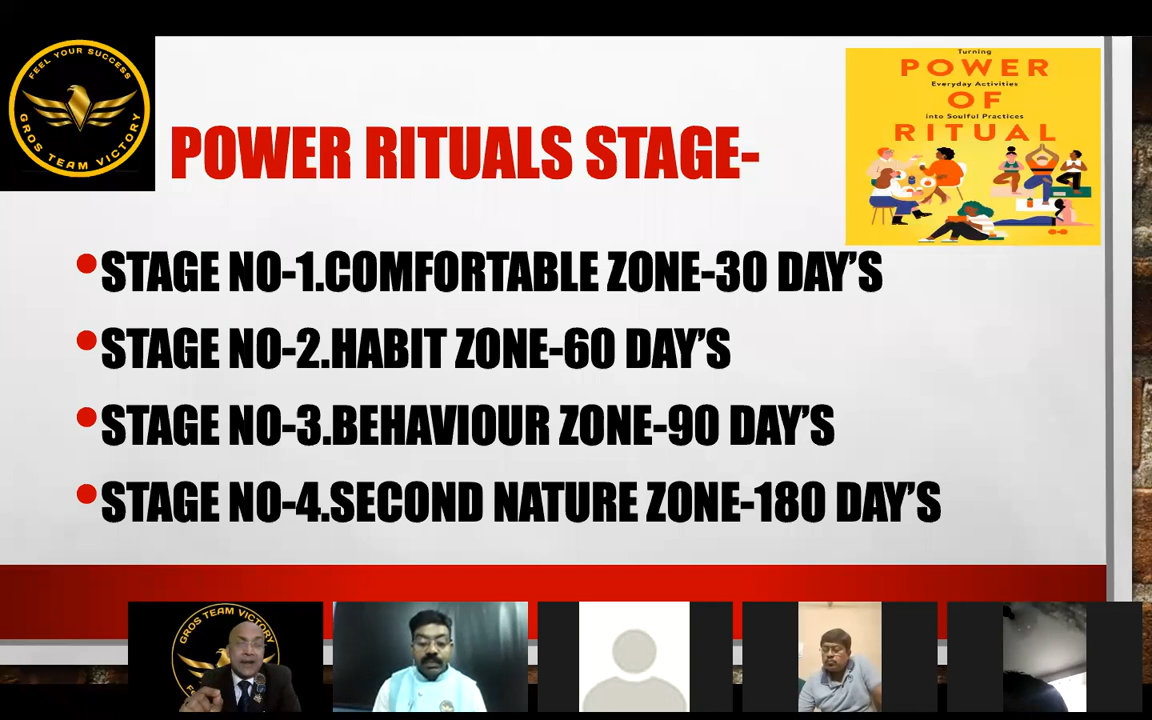 FEEL YOUR SUCCESS
GROS TEAM VICTORY
Turning
POWER
Everyday Activities
OF
into Soulful Practices
RITUAL
POWER RITUALS STAGE-
•STAGE NO-1.COMFORTABLE ZONE-30 DAY’S
•STAGE NO-2.HABIT ZONE-60 DAY’S
•STAGE NO-3.BEHAVIOUR ZONE-90 DAY’S
•STAGE NO-4.SECOND NATURE ZONE-180 DAY’S
GROS TEAM VICTORY